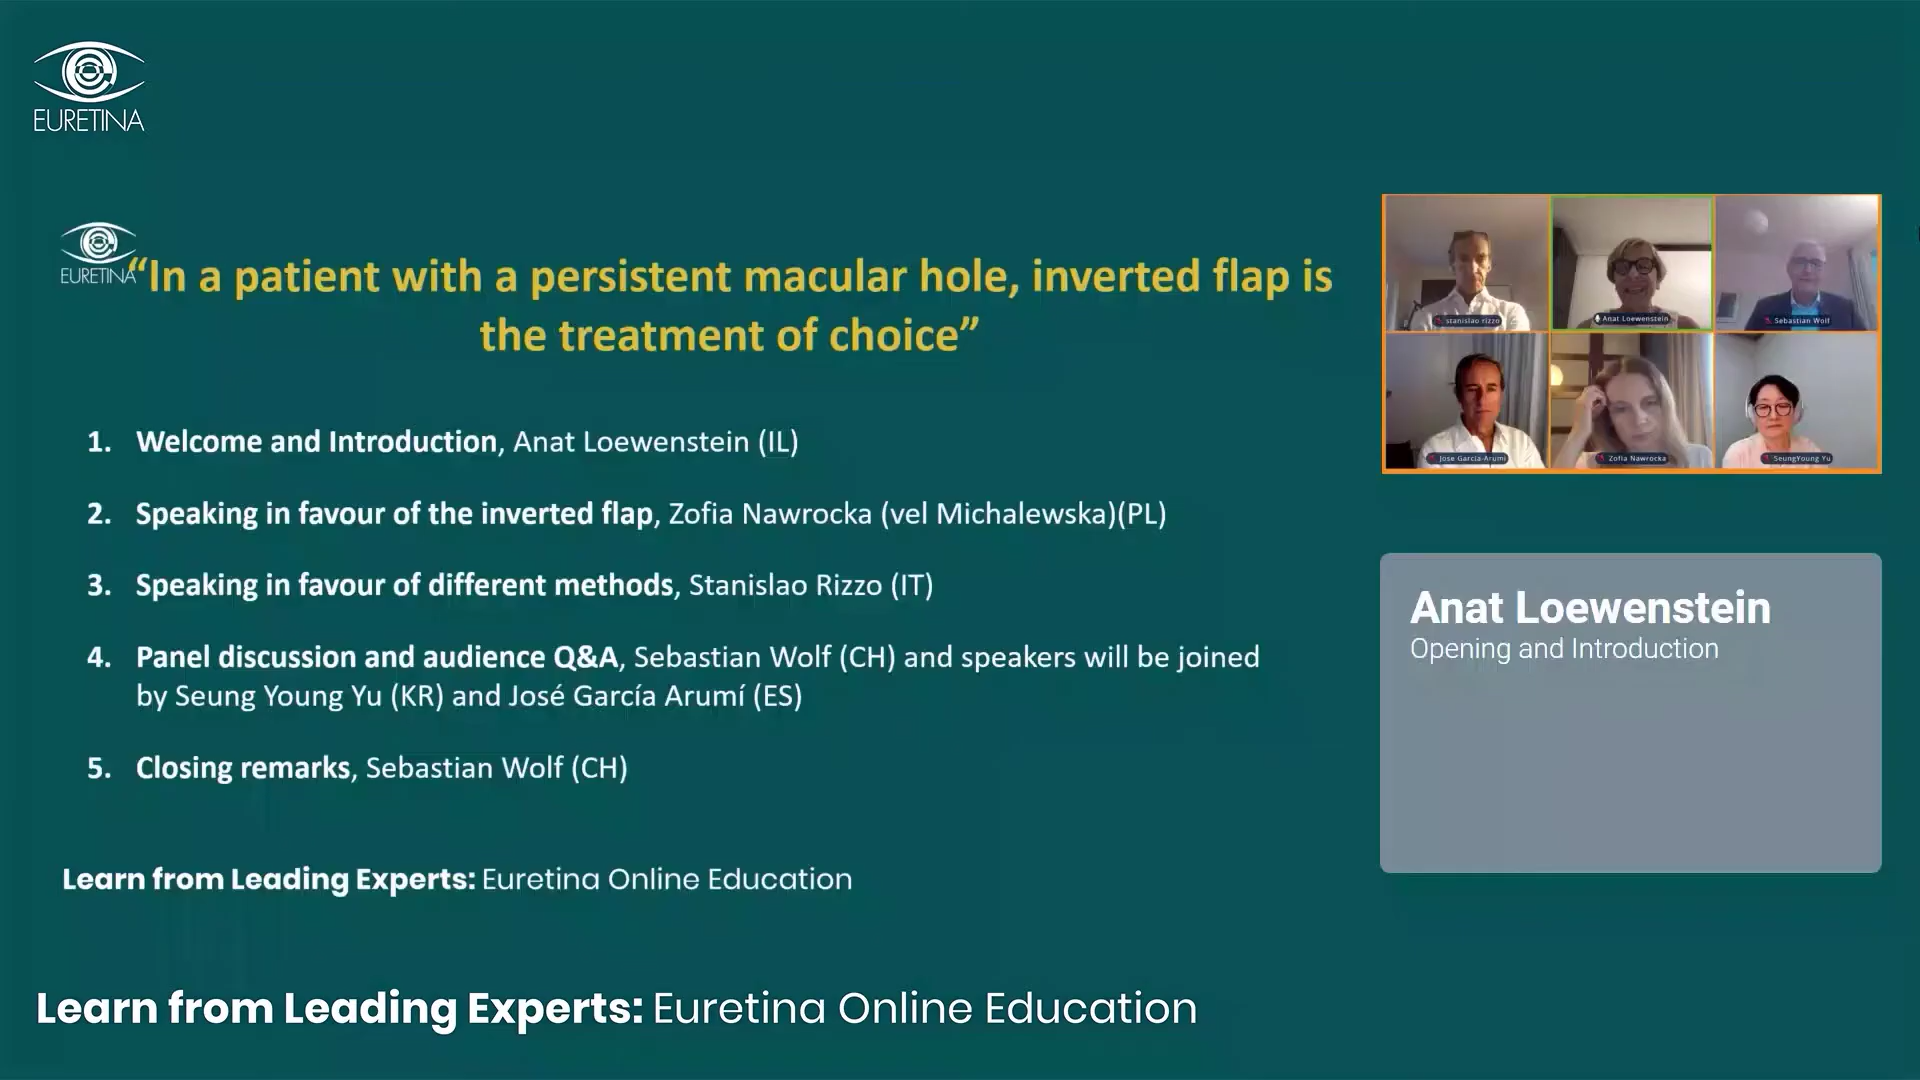 EURETINA
EURETINA
“In a patient with a persistent macular hole, inverted flap is
the treatment of choice”
1. Welcome and Introduction, Anat Loewenstein (IL)
2. Speaking in favour of the inverted flap, Zofia Nawrocka (vel Michalewska)(PL)
3. Speaking in favour of different methods, Stanislao Rizzo (IT)
4. Panel discussion and audience Q&A, Sebastian Wolf (CH) and speakers will be joined
by Seung Young Yu (KR) and José García Arumí (ES)
5. Closing remarks, Sebastian Wolf (CH)
Learn from Leading Experts: Euretina Online Education
stanislao rizzo
Anat Loewenstein
Sebastian Wolf
Jose Garcia-Arumi
Zofia Nawrocka
SeungYoung Yu
Anat Loewenstein
Opening and Introduction
Learn from Leading Experts: Euretina Online Education